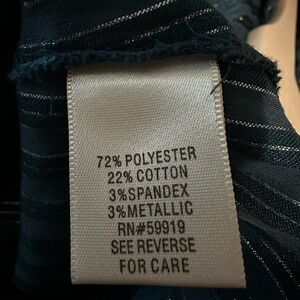 72% POLYESTER
22% COTTON
3%SPANDEX
3%METALLIC
RN#59919
SEE REVERSE
FOR CARE